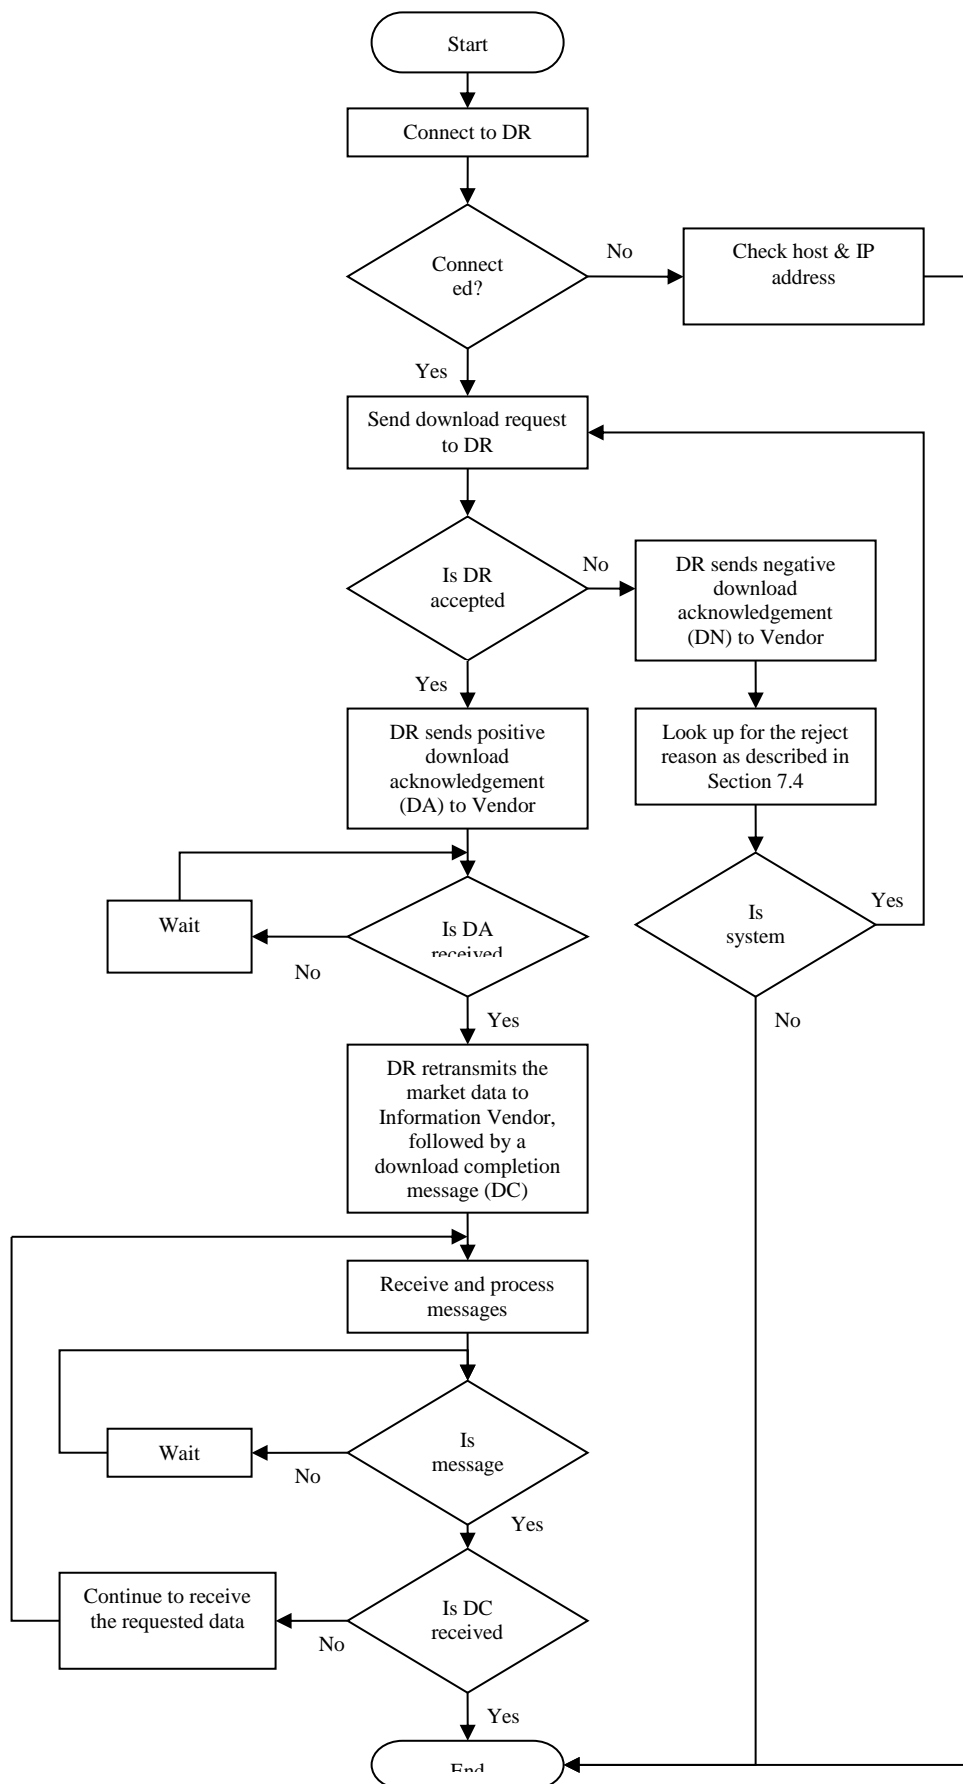 Start
Connect to DR
Connect
ed?
No
Check host & IP
address
Yes
Send download request
to DR
Is DR
accepted
No
DR sends negative
download
acknowledgement
(DN) to Vendor
Yes
DR sends positive
download
acknowledgement
(DA) to Vendor
Look up for the reject
reason as described in
Section 7.4
Wait
Is DA
received
No
Is
system
Yes
Yes
No
DR retransmits the
market data to
Information Vendor,
followed by a
download completion
message (DC)
Receive and process
messages
Wait
No
Is
message
Yes
Continue to receive
the requested data
No
Is DC
received
Yes
End